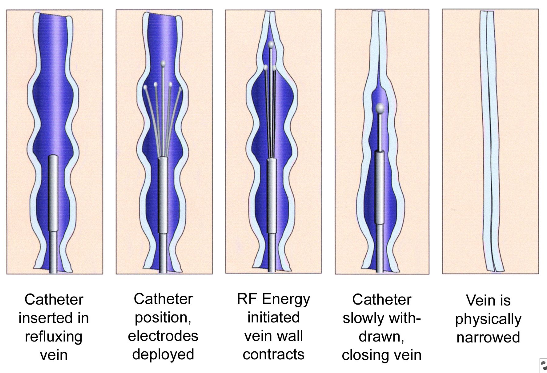 Catheter
inserted in
refluxing
vein
Catheter
position,
electrodes
deployed
RF Energy
initiated
vein wall
contracts
Catheter
slowly with-
drawn,
closing vein
Vein is
physically
narrowed